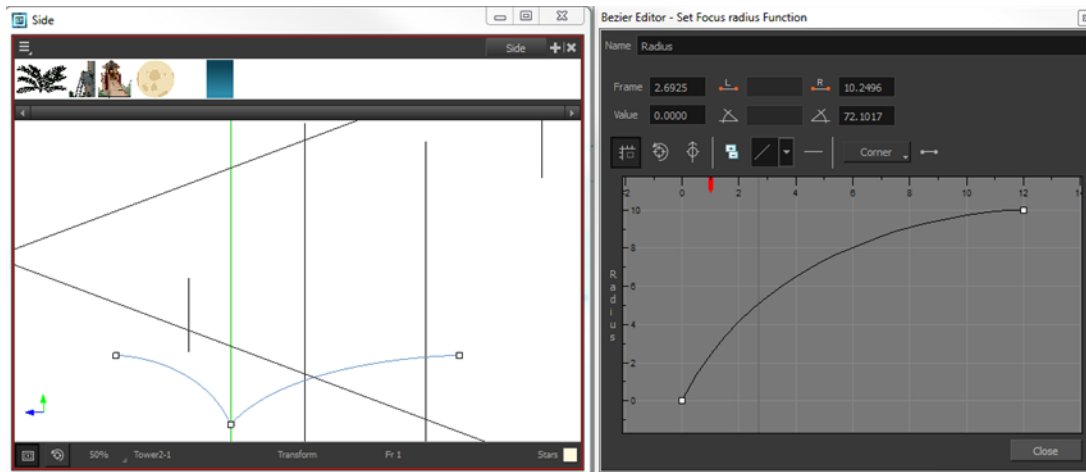 Side
Side
50%
Tower2-1
Transform
Fr 1
Stars
Bezier Editor - Set Focus radius Function
Name Radius
Frame 2.6925 L R 10.2496
Value 0.0000 72.1017
Corner
-2 0 2 4 6 8 10 12 14
10
8
6
4
2
0
Radius
Close